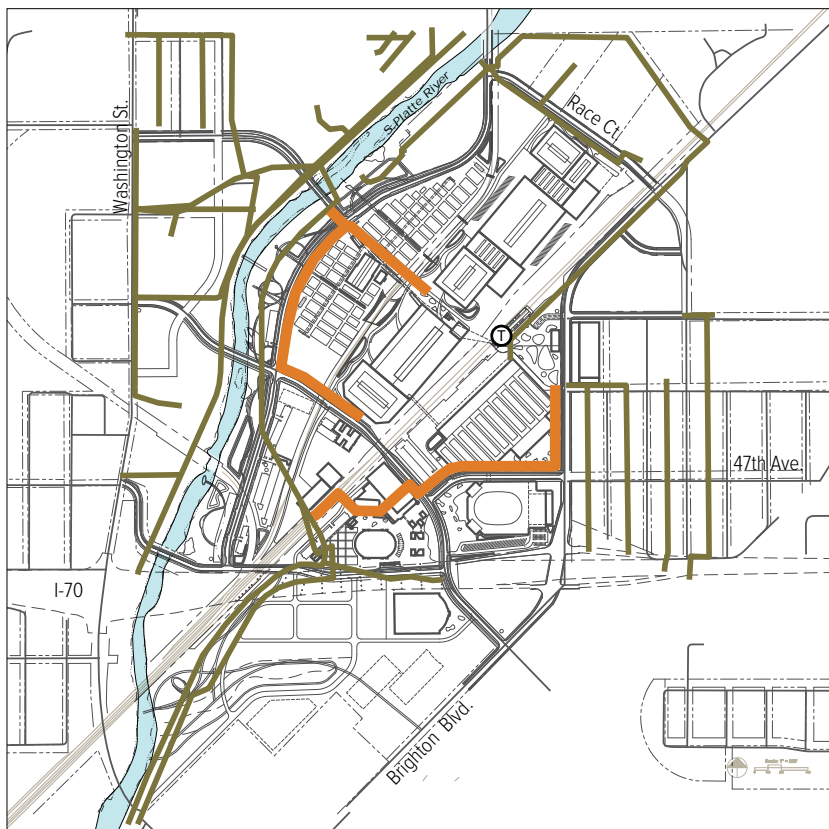 S Platte River
Race Ct.
Washington St.
T
47th Ave.
I-70
Brighton Blvd.